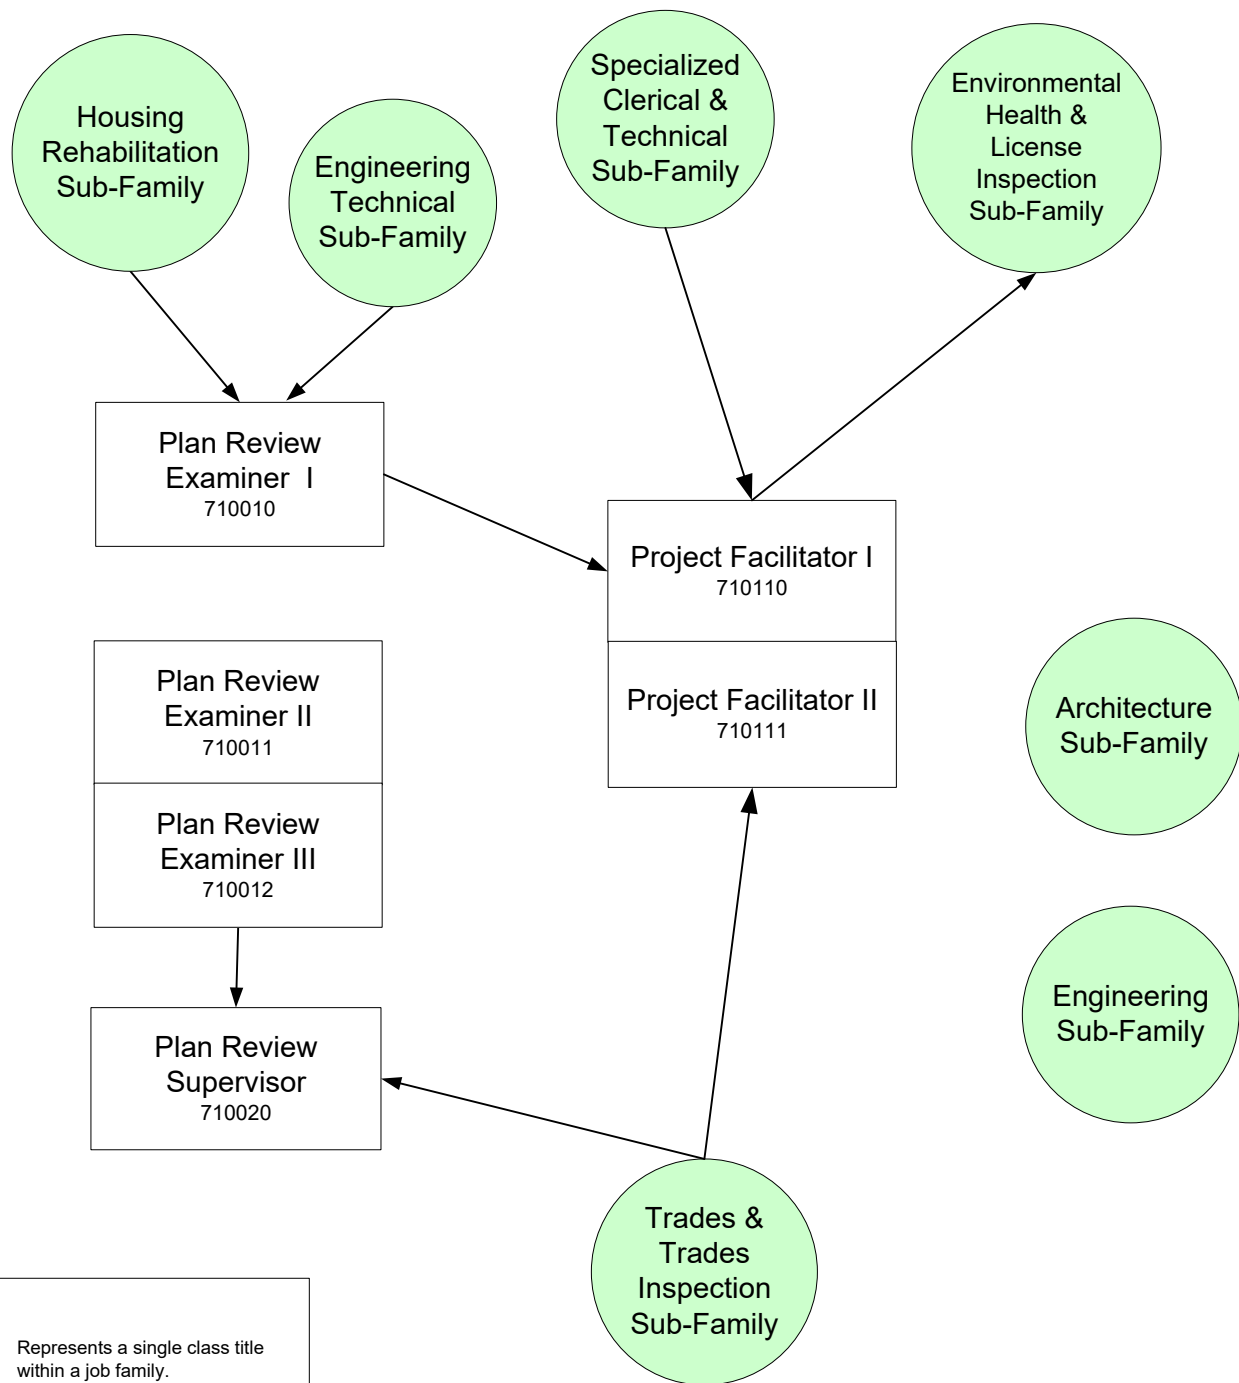 Housing
Rehabilitation
Sub-Family
Engineering
Technical
Sub-Family
Specialized
Clerical &
Technical
Sub-Family
Environmental
Health &
License
Inspection
Sub-Family
Plan Review
Examiner I
710010
Project Facilitator I
710110
Project Facilitator II
710111
Plan Review
Examiner II
710011
Plan Review
Examiner III
710012
Architecture
Sub-Family
Engineering
Sub-Family
Plan Review
Supervisor
710020
Trades &
Trades
Inspection
Sub-Family
Represents a single class title
within a job family.